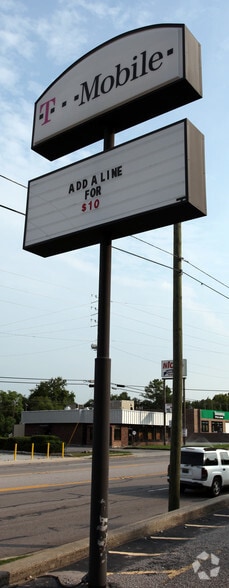 T··Mobile·
ADD A LINE
FOR
$10